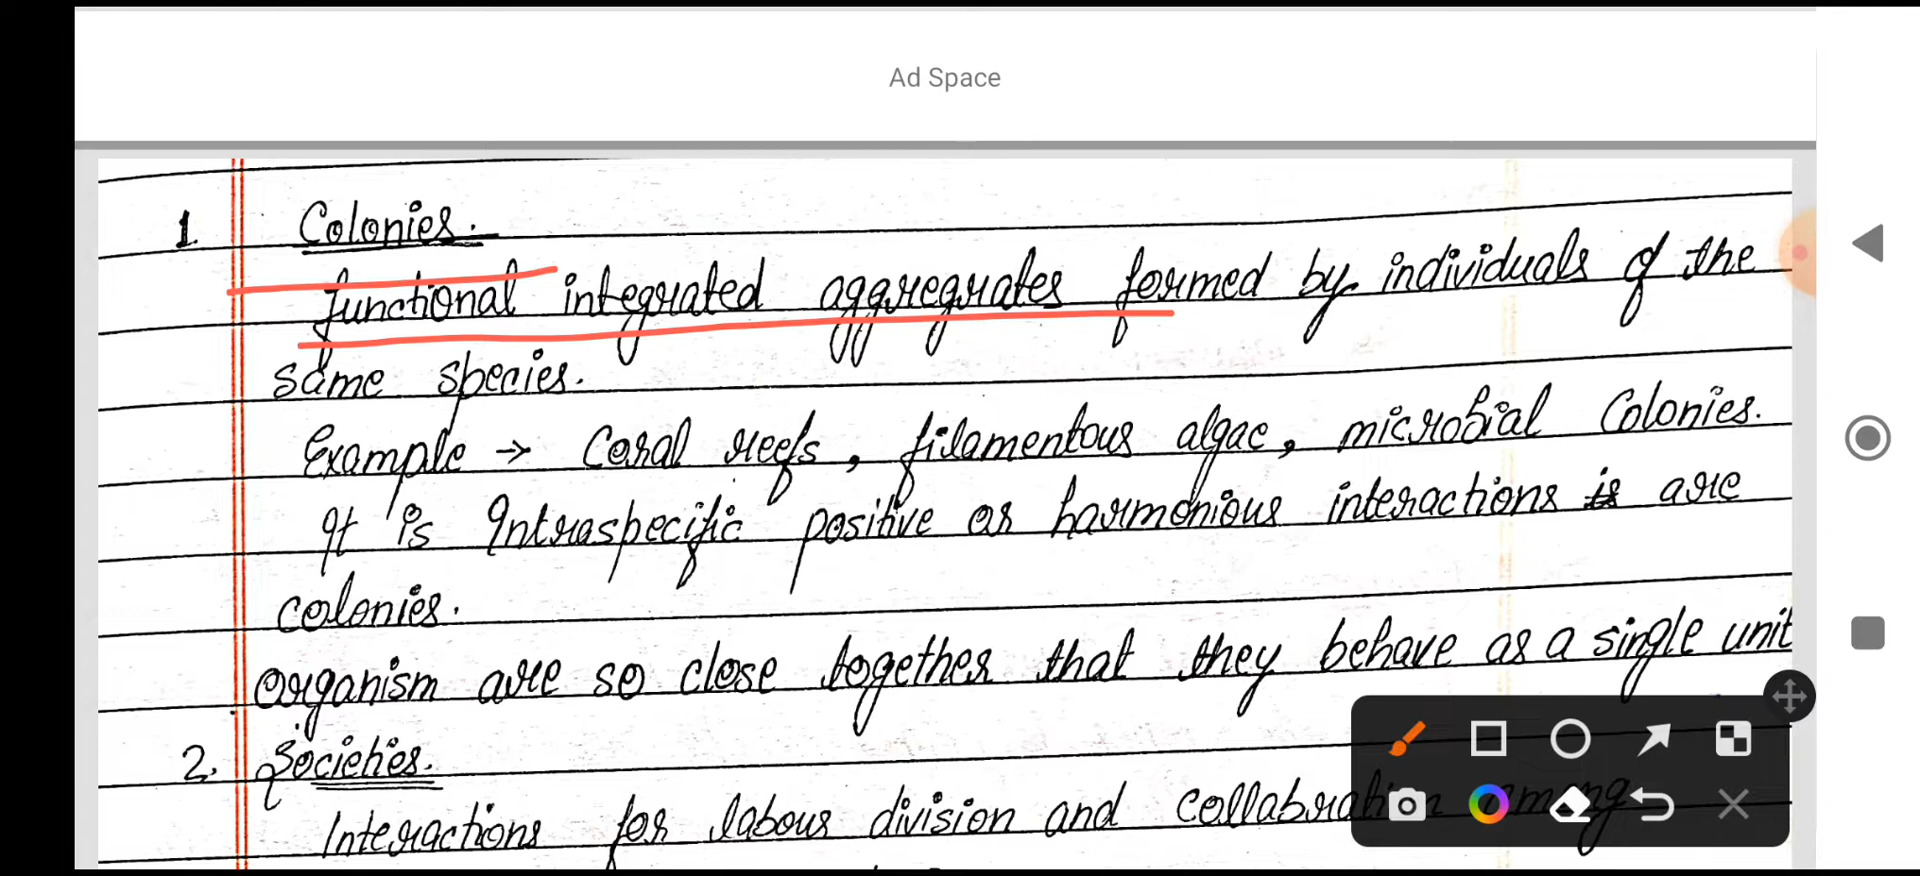 Ad Space
1. Colonies.
functional integrated aggregates formed by individuals of the
same species.
Example → Coral reefs, filamentous algae, microbial Colonies.
It is Intraspecific positive or harmonious interactions is are
colonies.
Organism are so close together that they behave as a single unit
2. Societies.
Interactions for labour division and collabration among